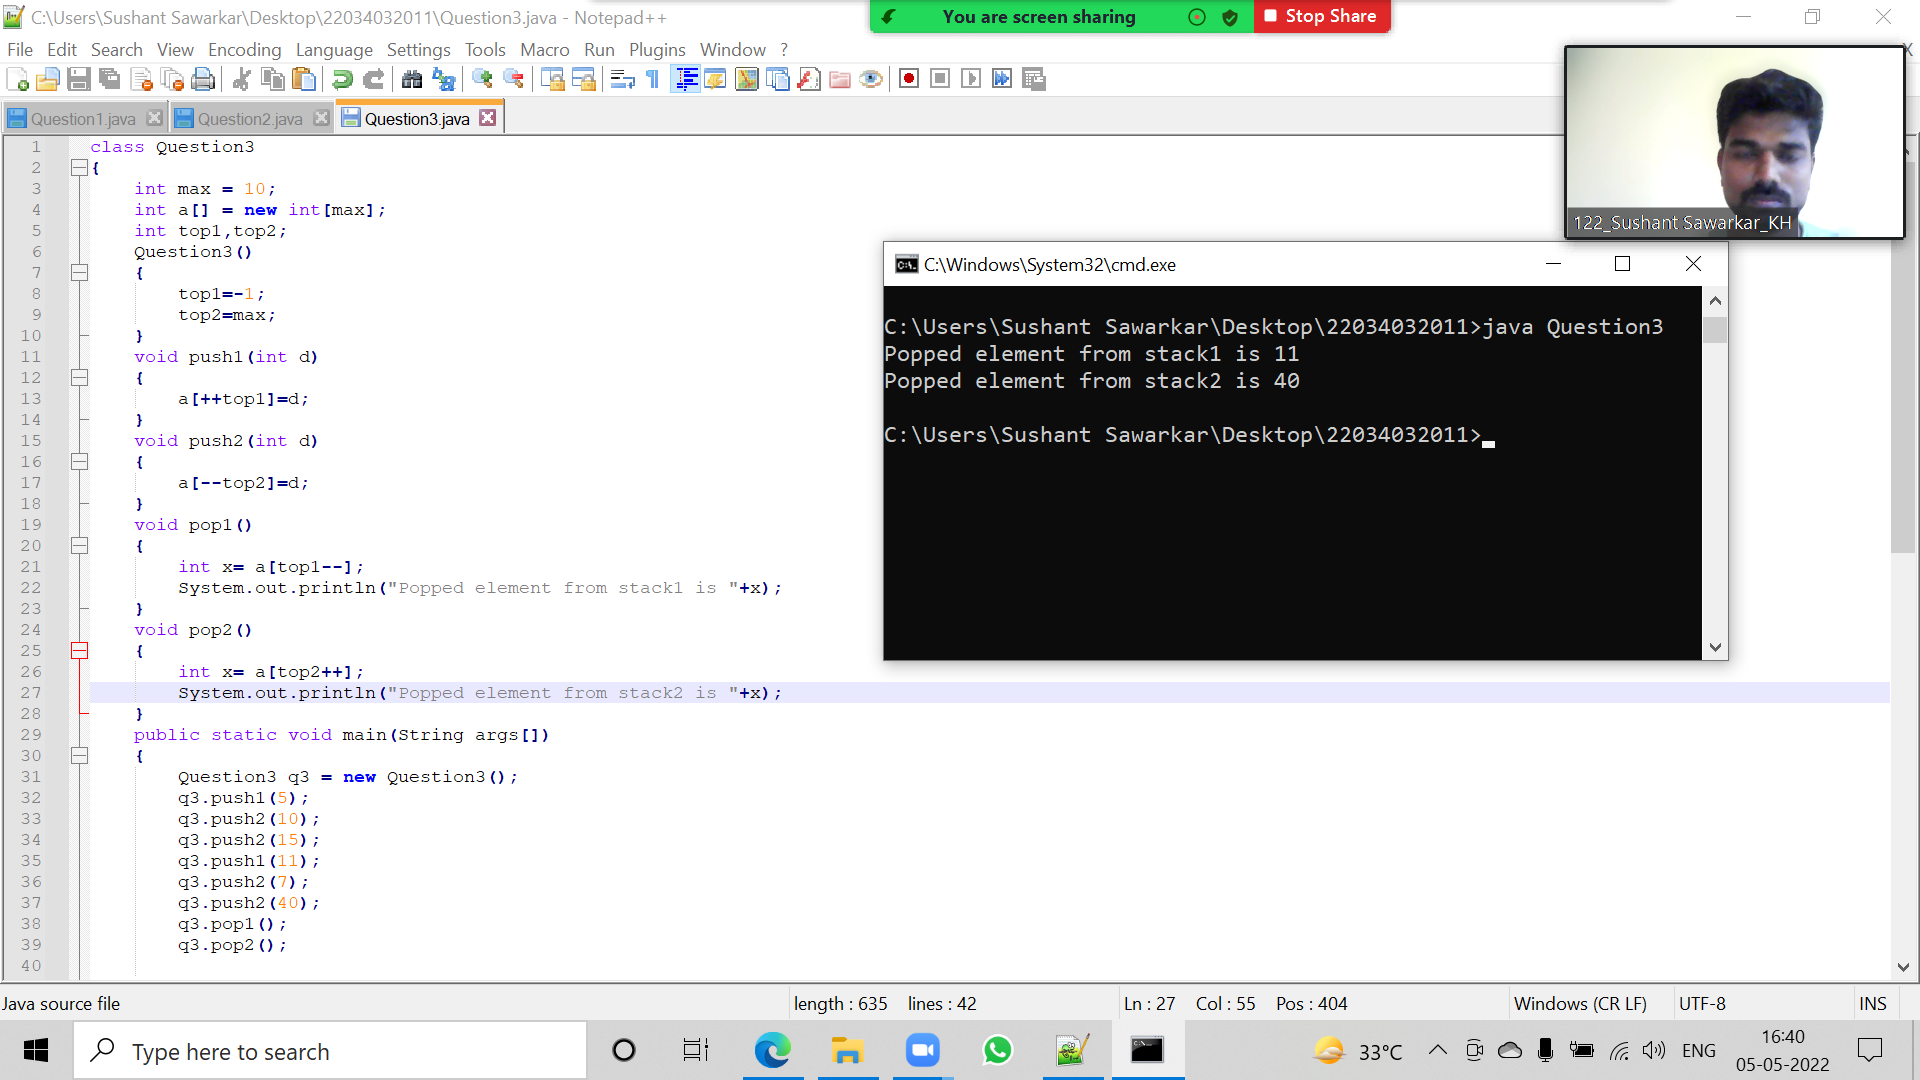 C:\Users\Sushant Sawarkar\Desktop\22034032011\Question3.java - Notepad++
You are screen sharing
Stop Share
File Edit Search View Encoding Language Settings Tools Macro Run Plugins Window ?
X
Question1.java
Question2.java
Question3.java
122_Sushant Sawarkar_KH
1 class Question3
2 {
3 int max = 10;
4 int a[] = new int[max];
5 int top1,top2;
6 Question3()
7 {
8 top1=-1;
9 top2=max;
10 }
11 void push1(int d)
12 {
13 a[++top1]=d;
14 }
15 void push2(int d)
16 {
17 a[--top2]=d;
18 }
19 void pop1()
20 {
21 int x= a[top1--];
22 System.out.println("Popped element from stack1 is "+x);
23 }
24 void pop2()
25 {
26 int x= a[top2++];
27 System.out.println("Popped element from stack2 is "+x);
28 }
29 public static void main(String args[])
30 {
31 Question3 q3 = new Question3();
32 q3.push1(5);
33 q3.push2(10);
34 q3.push2(15);
35 q3.push1(11);
36 q3.push2(7);
37 q3.push2(40);
38 q3.pop1();
39 q3.pop2();
40
C:\Windows\System32\cmd.exe
C:\Users\Sushant Sawarkar\Desktop\22034032011>java Question3
Popped element from stack1 is 11
Popped element from stack2 is 40
C:\Users\Sushant Sawarkar\Desktop\22034032011>
Java source file
length : 635 lines : 42
Ln : 27 Col : 55 Pos : 404
Windows (CR LF)
UTF-8
INS
Type here to search
33°C
ENG
16:40
05-05-2022